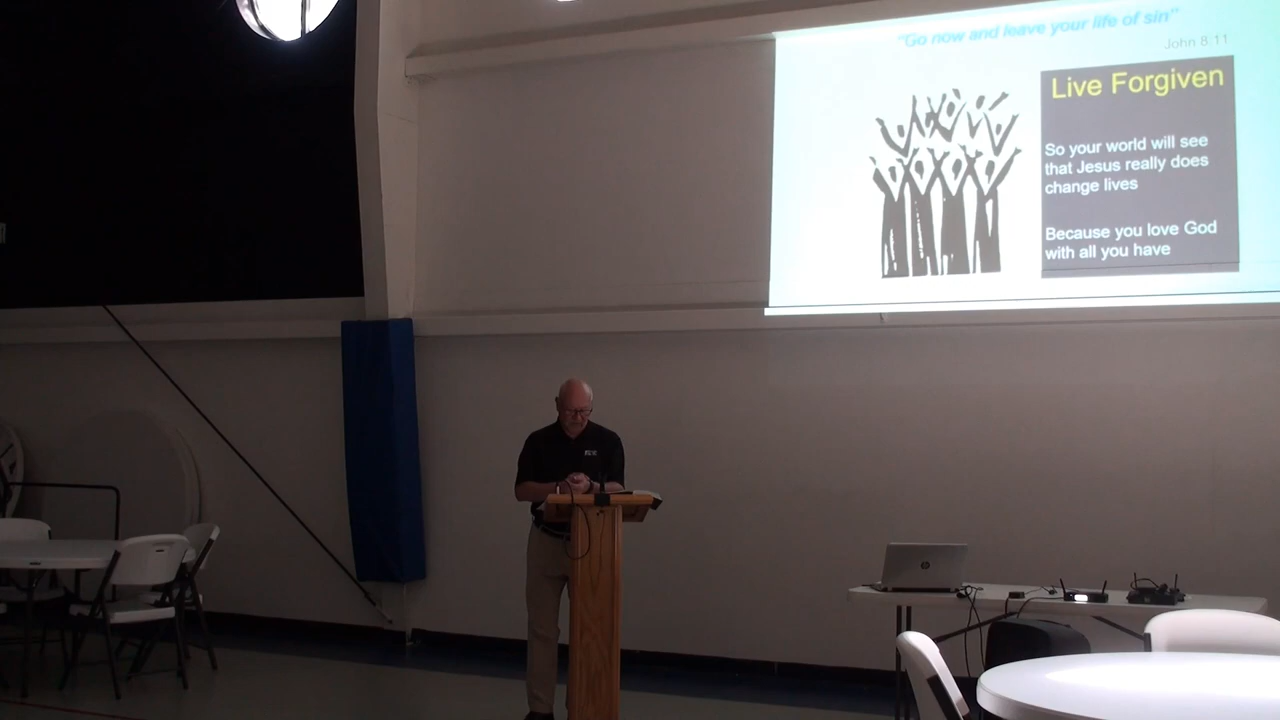 "Go now and leave your life of sin"
John 8:11
Live Forgiven
So your world will see
that Jesus really does
change lives
Because you love God
with all you have
hp